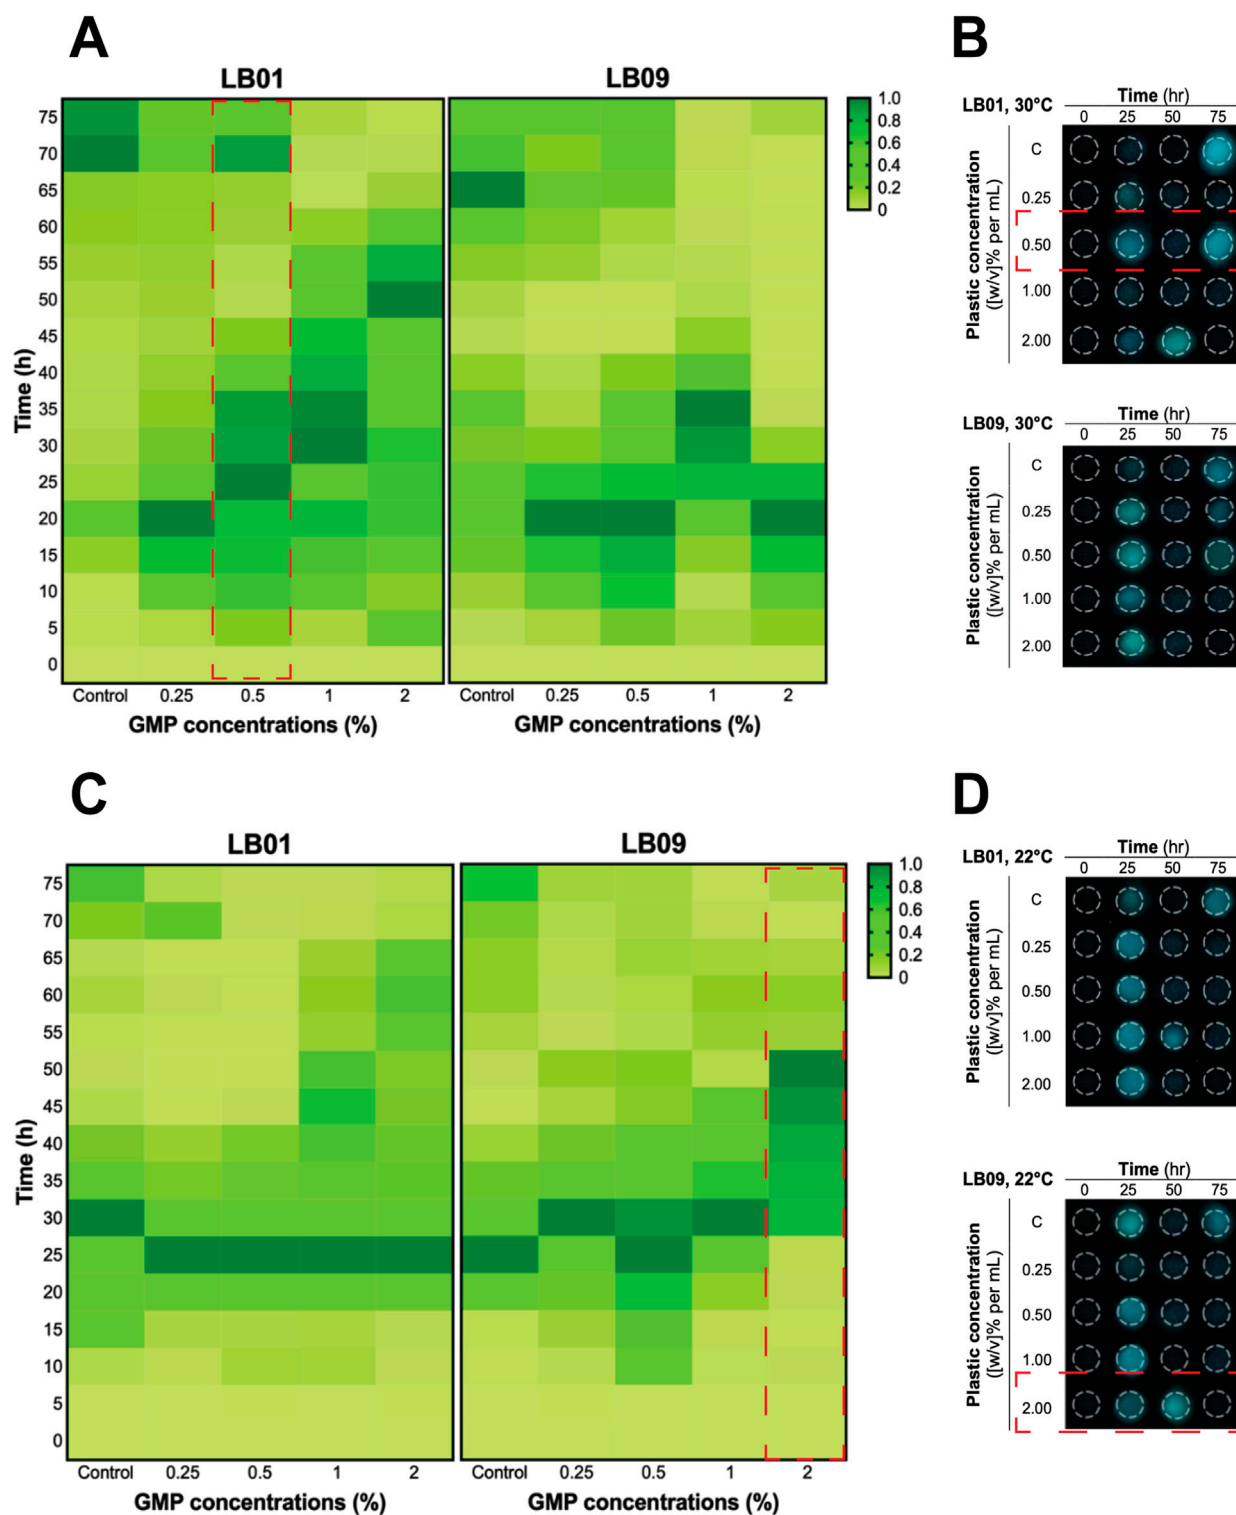 A
LB01
LB09
75
70
65
60
55
50
45
40
35
30
25
20
15
10
5
0
Time (h)
1.0
0.8
0.6
0.4
0.2
0
Control 0.25 0.5 1 2
Control 0.25 0.5 1 2
GMP concentrations (%)
GMP concentrations (%)
B
LB01, 30°C
Time (hr)
0 25 50 75
Plastic concentration
([w/v]% per mL)
C
0.25
0.50
1.00
2.00
LB09, 30°C
Time (hr)
0 25 50 75
Plastic concentration
([w/v]% per mL)
C
0.25
0.50
1.00
2.00
C
LB01
LB09
75
70
65
60
55
50
45
40
35
30
25
20
15
10
5
0
Time (h)
1.0
0.8
0.6
0.4
0.2
0
Control 0.25 0.5 1 2
Control 0.25 0.5 1 2
GMP concentrations (%)
GMP concentrations (%)
D
LB01, 22°C
Time (hr)
0 25 50 75
Plastic concentration
([w/v]% per mL)
C
0.25
0.50
1.00
2.00
LB09, 22°C
Time (hr)
0 25 50 75
Plastic concentration
([w/v]% per mL)
C
0.25
0.50
1.00
2.00